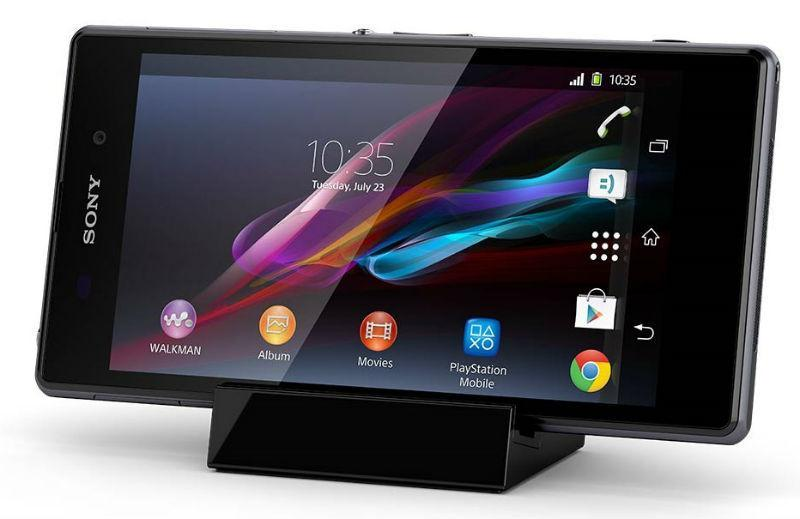 SONY
10:35
10:35
Tuesday, July 23
WALKMAN
Album
Movies
PlayStation
Mobile